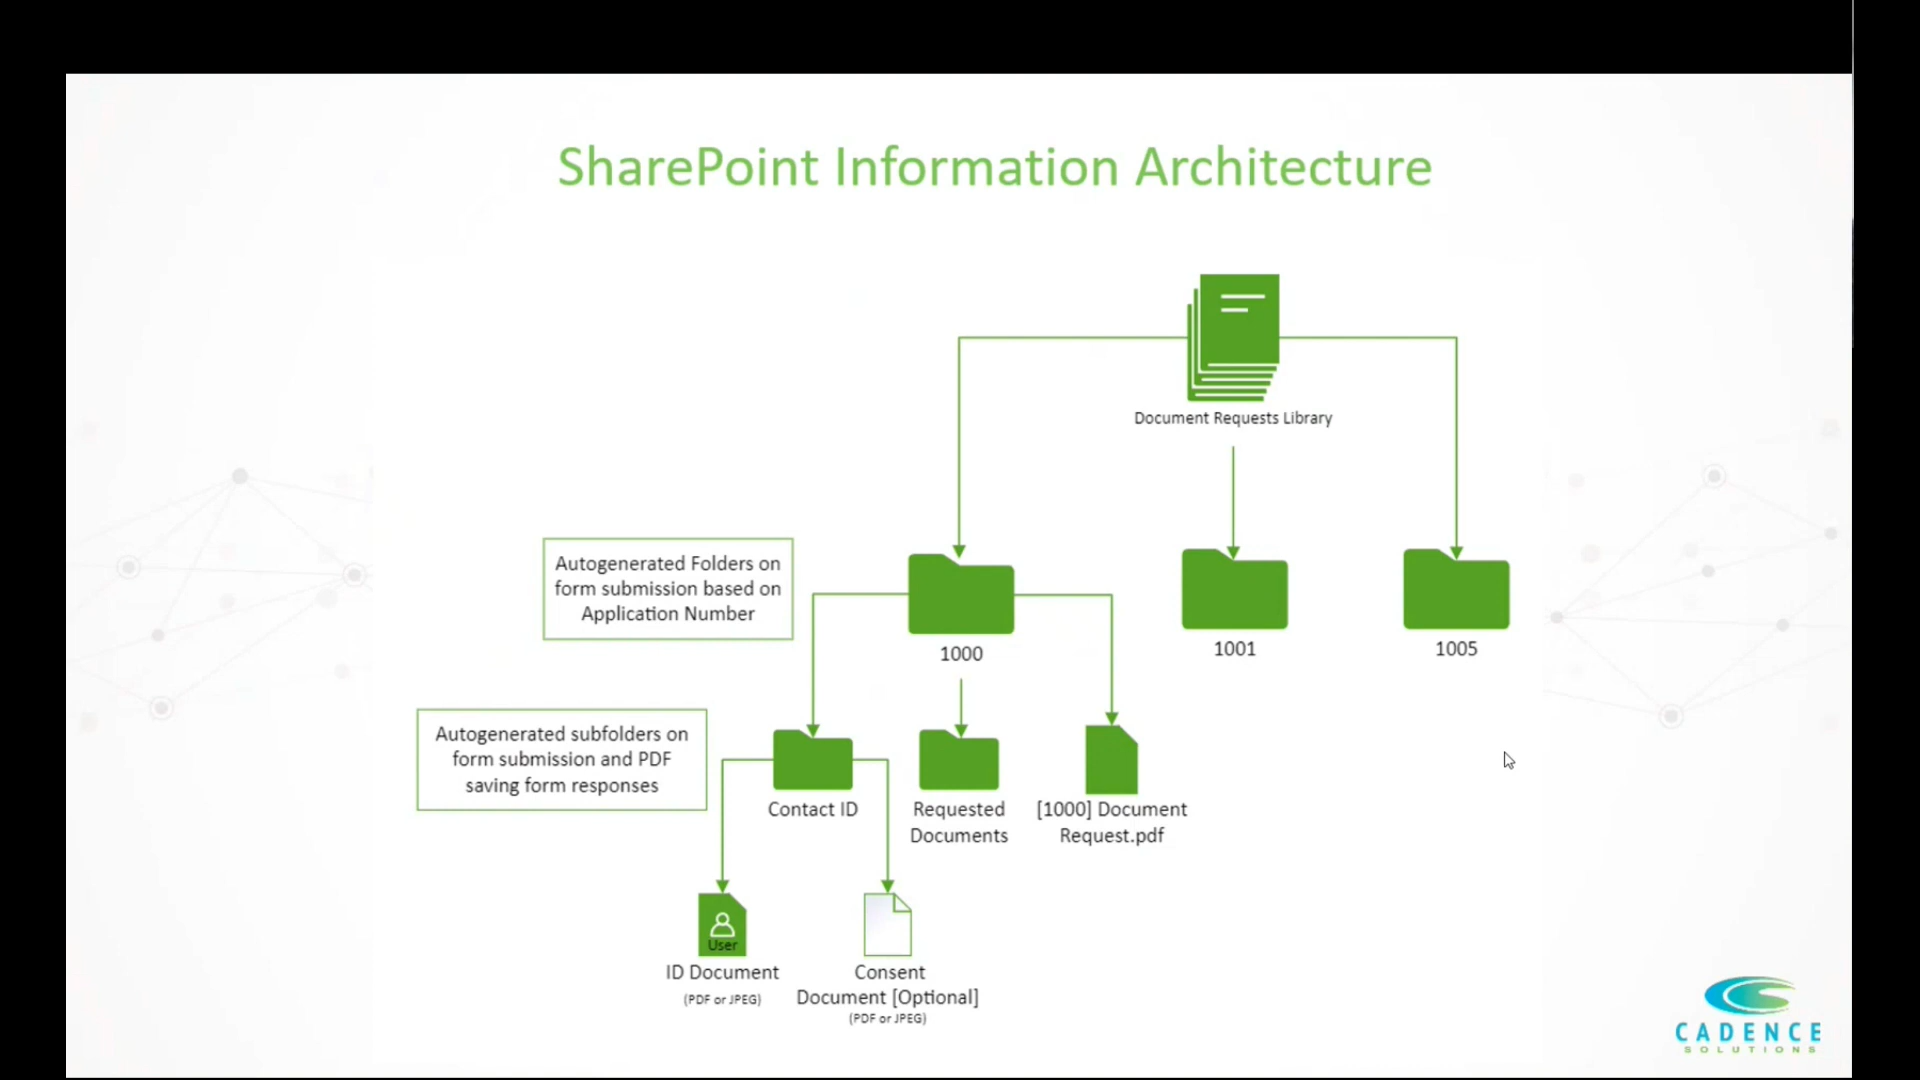 SharePoint Information Architecture
Document Requests Library
Autogenerated Folders on
form submission based on
Application Number
1000
1001
1005
Autogenerated subfolders on
form submission and PDF
saving form responses
Contact ID
Requested
Documents
[1000] Document
Request.pdf
User
ID Document
(PDF or JPEG)
Consent
Document [Optional]
(PDF or JPEG)
CADENCE
SOLUTIONS